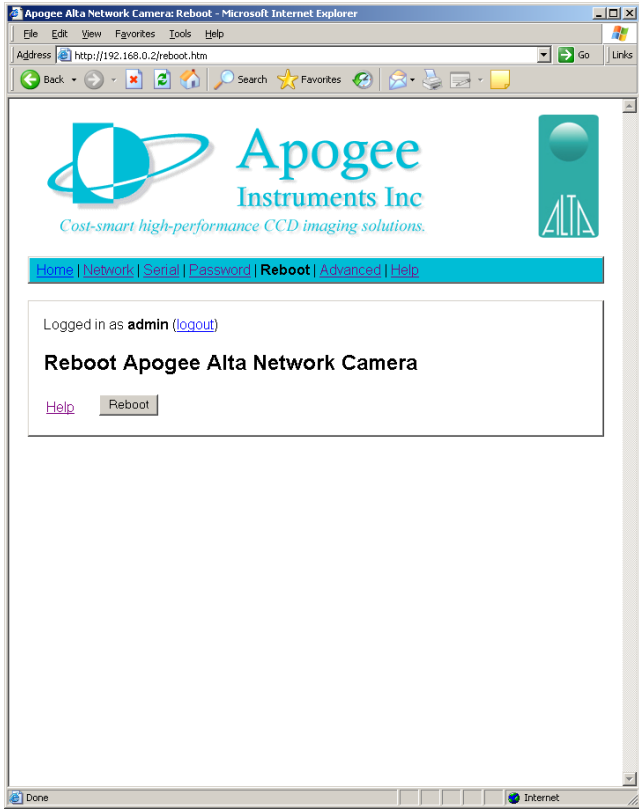 Apogee Alta Network Camera: Reboot - Microsoft Internet Explorer
File Edit View Favorites Tools Help
Address http://192.168.0.2/reboot.htm Go Links
Back Search Favorites
Apogee
Instruments Inc
Cost-smart high-performance CCD imaging solutions.
ALTA
Home | Network | Serial | Password | Reboot | Advanced | Help
Logged in as admin (logout)
Reboot Apogee Alta Network Camera
Help Reboot
Done Internet